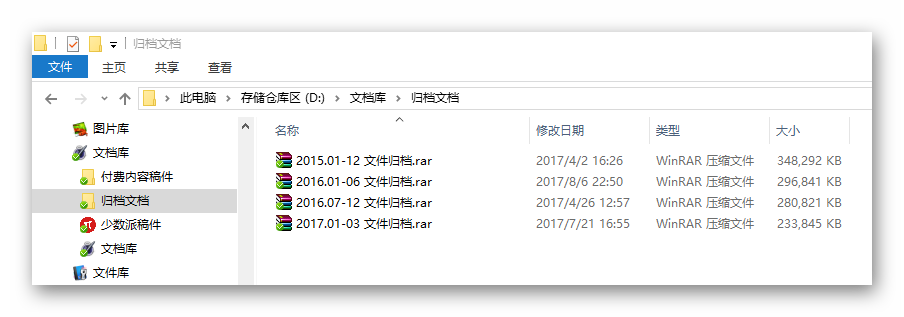 归档文档
文件 主页 共享 查看
此电脑 存储仓库区 (D:) 文档库 归档文档
图片库
文档库
付费内容稿件
归档文档
少数派稿件
文档库
文件库
名称 修改日期 类型 大小
2015.01-12 文件归档.rar 2017/4/2 16:26 WinRAR 压缩文件 348,292 KB
2016.01-06 文件归档.rar 2017/8/6 22:50 WinRAR 压缩文件 296,841 KB
2016.07-12 文件归档.rar 2017/4/26 12:57 WinRAR 压缩文件 280,821 KB
2017.01-03 文件归档.rar 2017/7/21 16:55 WinRAR 压缩文件 233,845 KB